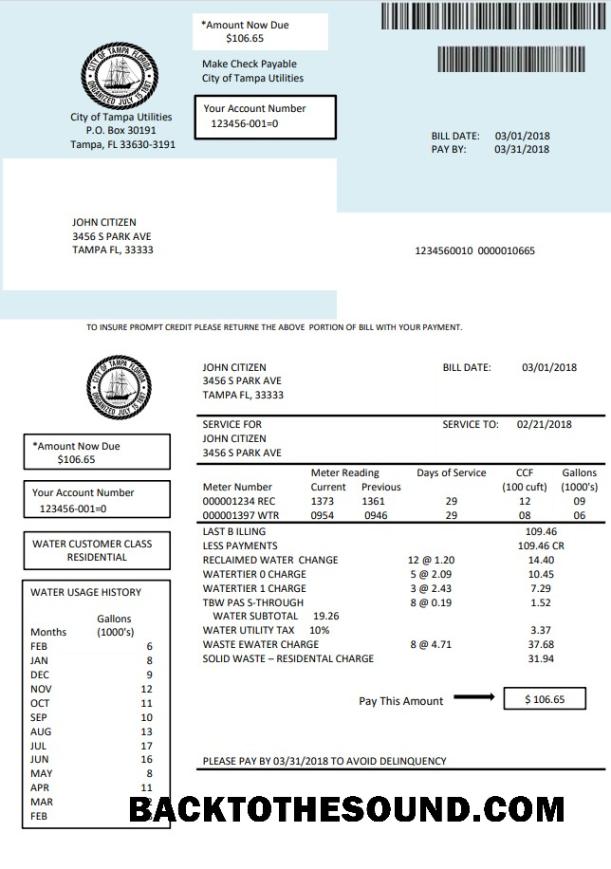 *Amount Now Due
$106.65
CITY OF TAMPA FLORIDA
ORGANIZED JULY 15 1887
Make Check Payable
City of Tampa Utilities
Your Account Number
123456-001=0
City of Tampa Utilities
P.O. Box 30191
Tampa, FL 33630-3191
BILL DATE: 03/01/2018
PAY BY: 03/31/2018
JOHN CITIZEN
3456 S PARK AVE
TAMPA FL, 33333
1234560010 0000010665
TO INSURE PROMPT CREDIT PLEASE RETURNE THE ABOVE PORTION OF BILL WITH YOUR PAYMENT.
CITY OF TAMPA FLORIDA
ORGANIZED JULY 15 1887
JOHN CITIZEN
3456 S PARK AVE
TAMPA FL, 33333
BILL DATE: 03/01/2018
SERVICE FOR
JOHN CITIZEN
3456 S PARK AVE
SERVICE TO: 02/21/2018
*Amount Now Due
$106.65
Your Account Number
123456-001=0
WATER CUSTOMER CLASS
RESIDENTIAL
Meter Reading Days of Service CCF Gallons
Meter Number Current Previous (100 cuft) (1000's)
000001234 REC 1373 1361 29 12 09
000001397 WTR 0954 0946 29 08 06
LAST B ILLING 109.46
LESS PAYMENTS 109.46 CR
RECLAIMED WATER CHANGE 12 @ 1.20 14.40
WATERTIER 0 CHARGE 5 @ 2.09 10.45
WATERTIER 1 CHARGE 3 @ 2.43 7.29
TBW PAS S-THROUGH 8 @ 0.19 1.52
WATER SUBTOTAL 19.26
WATER UTILITY TAX 10% 3.37
WASTE EWATER CHARGE 8 @ 4.71 37.68
SOLID WASTE – RESIDENTAL CHARGE 31.94
Pay This Amount $ 106.65
PLEASE PAY BY 03/31/2018 TO AVOID DELINQUENCY
WATER USAGE HISTORY
Gallons
Months (1000's)
FEB 6
JAN 8
DEC 9
NOV 12
OCT 11
SEP 10
AUG 13
JUL 17
JUN 16
MAY 8
APR 11
MAR
FEB
BACKTOTHESOUND.COM